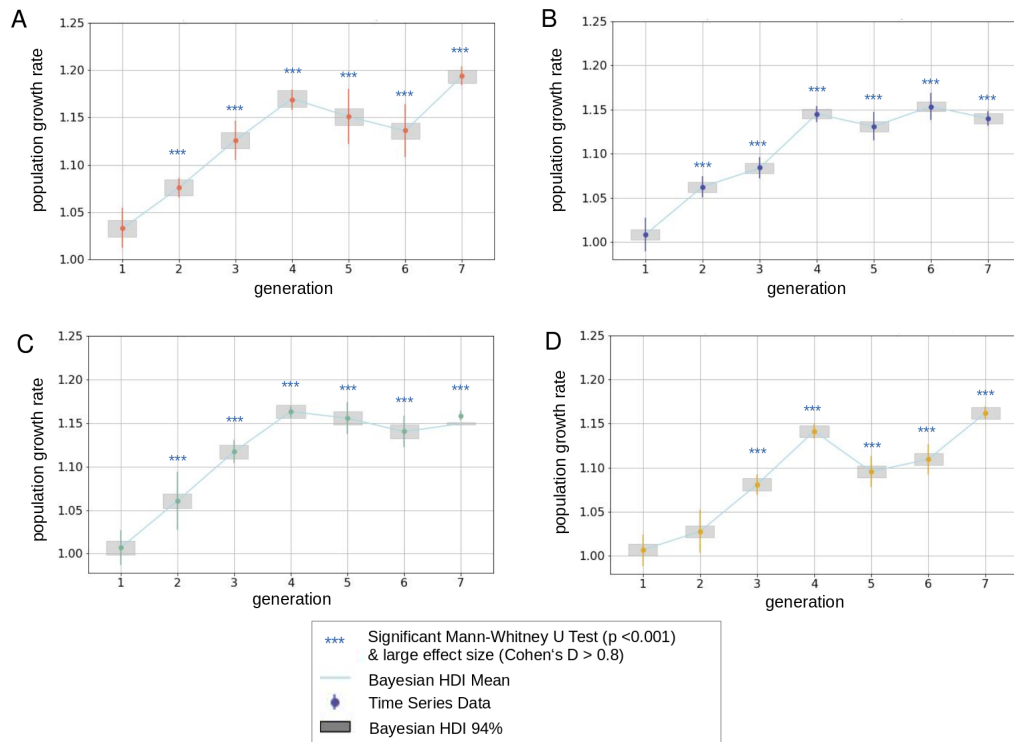 A
population growth rate
1.25
1.20
1.15
1.10
1.05
1.00
***
***
***
***
***
***
1 2 3 4 5 6 7
generation
B
population growth rate
1.25
1.20
1.15
1.10
1.05
1.00
***
***
***
***
***
***
1 2 3 4 5 6 7
generation
C
population growth rate
1.25
1.20
1.15
1.10
1.05
1.00
***
***
***
***
***
***
1 2 3 4 5 6 7
generation
D
population growth rate
1.25
1.20
1.15
1.10
1.05
1.00
***
***
***
***
***
1 2 3 4 5 6 7
generation
*** Significant Mann-Whitney U Test (p <0.001)
& large effect size (Cohen‘s D > 0.8)
Bayesian HDI Mean
Time Series Data
Bayesian HDI 94%